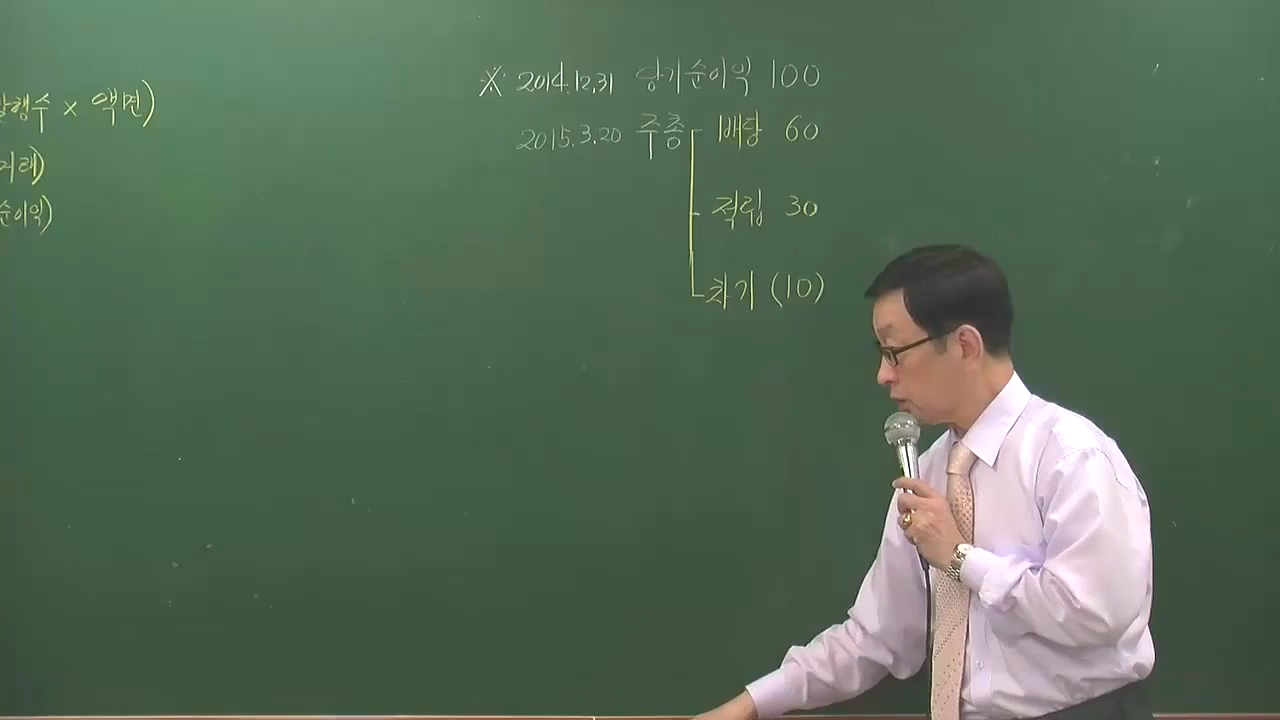 발행수 × 액면)
거래)
순이익)
※ 2014.12.31 당기순이익 100
2015.3.20 주총 배당 60
적립 30
차기 (10)